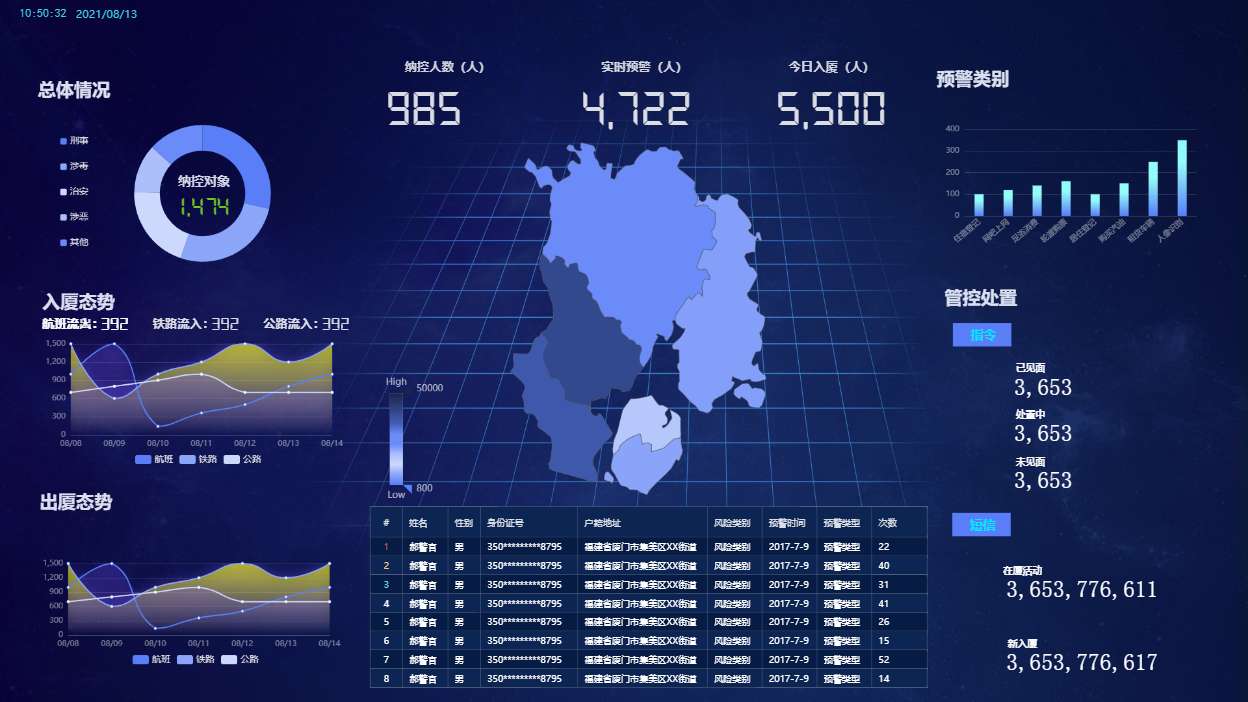 10:50:32 2021/08/13
总体情况
刑事
涉毒
治安
涉恶
其他
纳控对象
1,474
入厦态势
铁路流入：392
公路流入：392
1,500
1,200
900
600
300
0
08/08 08/09 08/10 08/11 08/12 08/13 08/14
航班 铁路 公路
出厦态势
1,500
1,200
900
600
300
0
08/08 08/09 08/10 08/11 08/12 08/13 08/14
航班 铁路 公路
纳控人数（人）
985
实时预警（人）
4,722
今日入厦（人）
5,500
High 50000
Low 800
# 姓名 性别 身份证号 户籍地址 风险类别 预警时间 预警类型 次数
1 郝警官 男 350*********8795 福建省厦门市集美区XX街道 风险类别 2017-7-9 预警类型 22
2 郝警官 男 350*********8795 福建省厦门市集美区XX街道 风险类别 2017-7-9 预警类型 40
3 郝警官 男 350*********8795 福建省厦门市集美区XX街道 风险类别 2017-7-9 预警类型 31
4 郝警官 男 350*********8795 福建省厦门市集美区XX街道 风险类别 2017-7-9 预警类型 41
5 郝警官 男 350*********8795 福建省厦门市集美区XX街道 风险类别 2017-7-9 预警类型 26
6 郝警官 男 350*********8795 福建省厦门市集美区XX街道 风险类别 2017-7-9 预警类型 15
7 郝警官 男 350*********8795 福建省厦门市集美区XX街道 风险类别 2017-7-9 预警类型 52
8 郝警官 男 350*********8795 福建省厦门市集美区XX街道 风险类别 2017-7-9 预警类型 14
预警类别
400
300
200
100
0
网吧上网
购买汽油
租赁车辆
人像识别
管控处置
指令
已见面
3,653
处置中
3,653
未见面
3,653
短信
在厦活动
3,653,776,611
新入厦
3,653,776,617